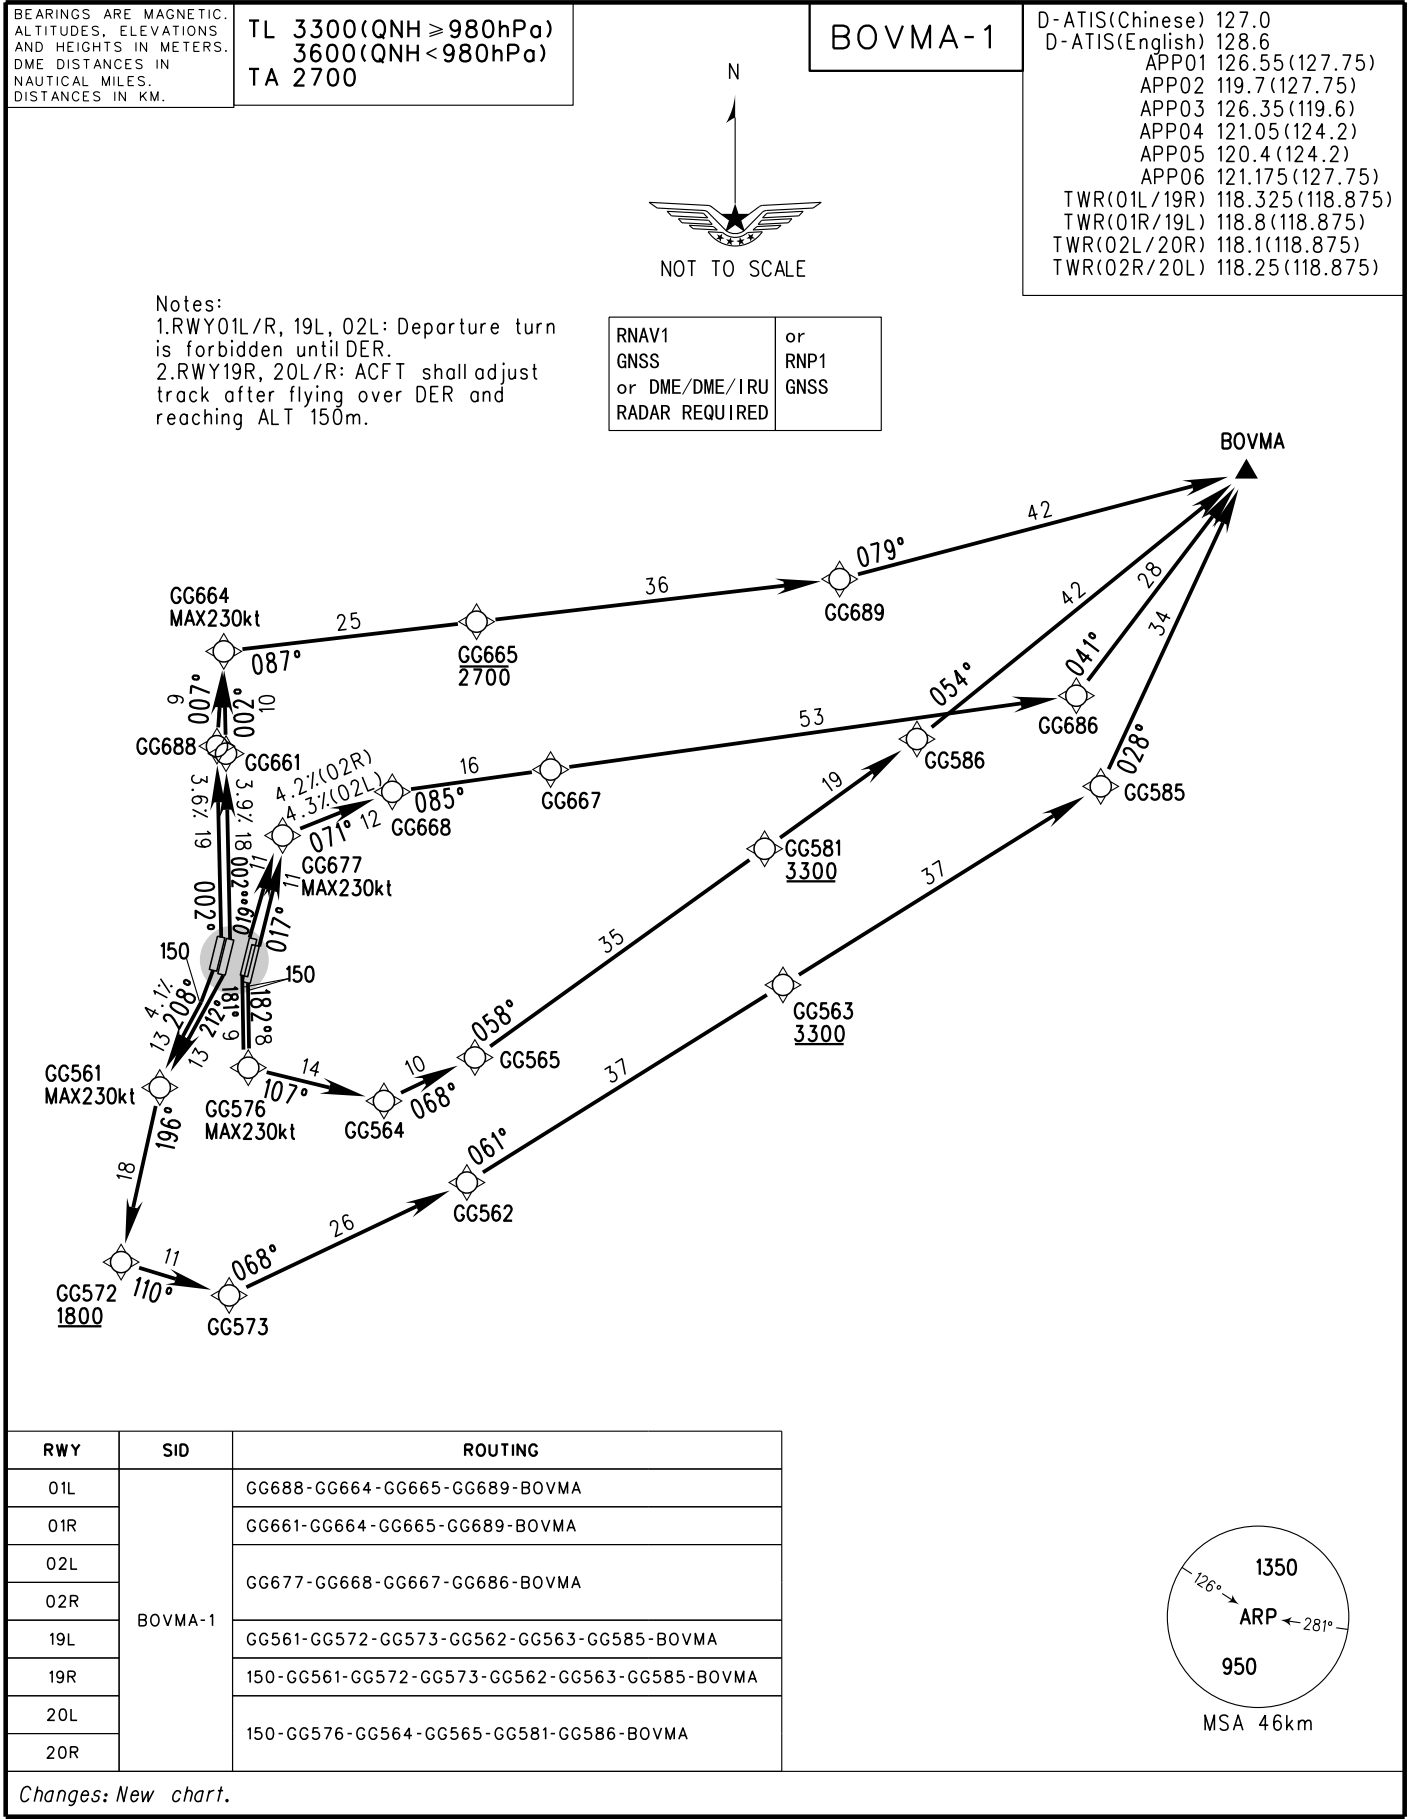 BEARINGS ARE MAGNETIC.
ALTITUDES, ELEVATIONS
AND HEIGHTS IN METERS.
DME DISTANCES IN
NAUTICAL MILES.
DISTANCES IN KM.
TL 3300(QNH≥980hPa)
3600(QNH<980hPa)
TA 2700
BOVMA-1
D-ATIS(Chinese) 127.0
D-ATIS(English) 128.6
APP01 126.55(127.75)
APP02 119.7(127.75)
APP03 126.35(119.6)
APP04 121.05(124.2)
APP05 120.4(124.2)
APP06 121.175(127.75)
TWR(01L/19R) 118.325(118.875)
TWR(01R/19L) 118.8(118.875)
TWR(02L/20R) 118.1(118.875)
TWR(02R/20L) 118.25(118.875)
N
NOT TO SCALE
Notes:
1.RWY01L/R, 19L, 02L: Departure turn
is forbidden until DER.
2.RWY19R, 20L/R: ACFT shall adjust
track after flying over DER and
reaching ALT 150m.
RNAV1
GNSS
or DME/DME/IRU
RADAR REQUIRED
or
RNP1
GNSS
BOVMA
42
079°
36
GG689
GG664
MAX230kt
25
087°
GG665
2700
42
28
34
054°
041°
GG686
53
6
007°
002°
10
GG688
GG661
4.2%(02R)
4.3%(02L)
16
085°
GG667
GG668
071°
12
GG586
19
028°
GG585
3.6% 19
3.9% 18
002°
002°
11
11
GG677
MAX230kt
019°
017°
GG581
3300
37
35
150
150
4.1%
208°
212°
13
13
181°
9
182°
8
GG563
3300
058°
GG565
10
068°
14
107°
GG564
GG576
MAX230kt
GG561
MAX230kt
196°
18
37
061°
GG562
26
068°
11
110°
GG572
1800
GG573
RWY SID ROUTING
01L GG688-GG664-GG665-GG689-BOVMA
01R GG661-GG664-GG665-GG689-BOVMA
02L
GG677-GG668-GG667-GG686-BOVMA
02R
BOVMA-1
19L GG561-GG572-GG573-GG562-GG563-GG585-BOVMA
19R 150-GG561-GG572-GG573-GG562-GG563-GG585-BOVMA
20L
150-GG576-GG564-GG565-GG581-GG586-BOVMA
20R
1350
126°
ARP
281°
950
MSA 46km
Changes: New chart.